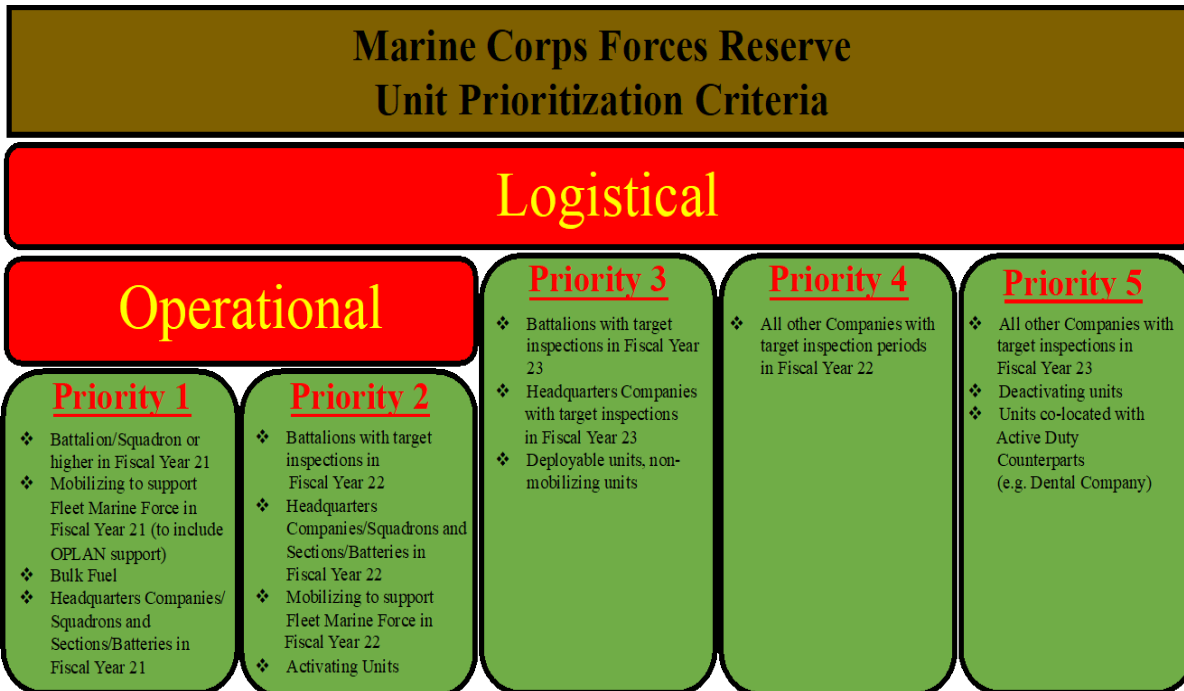 Marine Corps Forces Reserve
Unit Prioritization Criteria
Logistical
Operational
Priority 1
❖ Battalion/Squadron or
higher in Fiscal Year 21
❖ Mobilizing to support
Fleet Marine Force in
Fiscal Year 21 (to include
OPLAN support)
❖ Bulk Fuel
❖ Headquarters Companies/
Squadrons and
Sections/Batteries in
Fiscal Year 21
Priority 2
❖ Battalions with target
inspections in
Fiscal Year 22
❖ Headquarters
Companies/Squadrons and
Sections/Batteries in
Fiscal Year 22
❖ Mobilizing to support
Fleet Marine Force in
Fiscal Year 22
❖ Activating Units
Priority 3
❖ Battalions with target
inspections in Fiscal Year
23
❖ Headquarters Companies
with target inspections
in Fiscal Year 23
❖ Deployable units, non-
mobilizing units
Priority 4
❖ All other Companies with
target inspection periods
in Fiscal Year 22
Priority 5
❖ All other Companies with
target inspections in
Fiscal Year 23
❖ Deactivating units
❖ Units co-located with
Active Duty
Counterparts
(e.g. Dental Company)